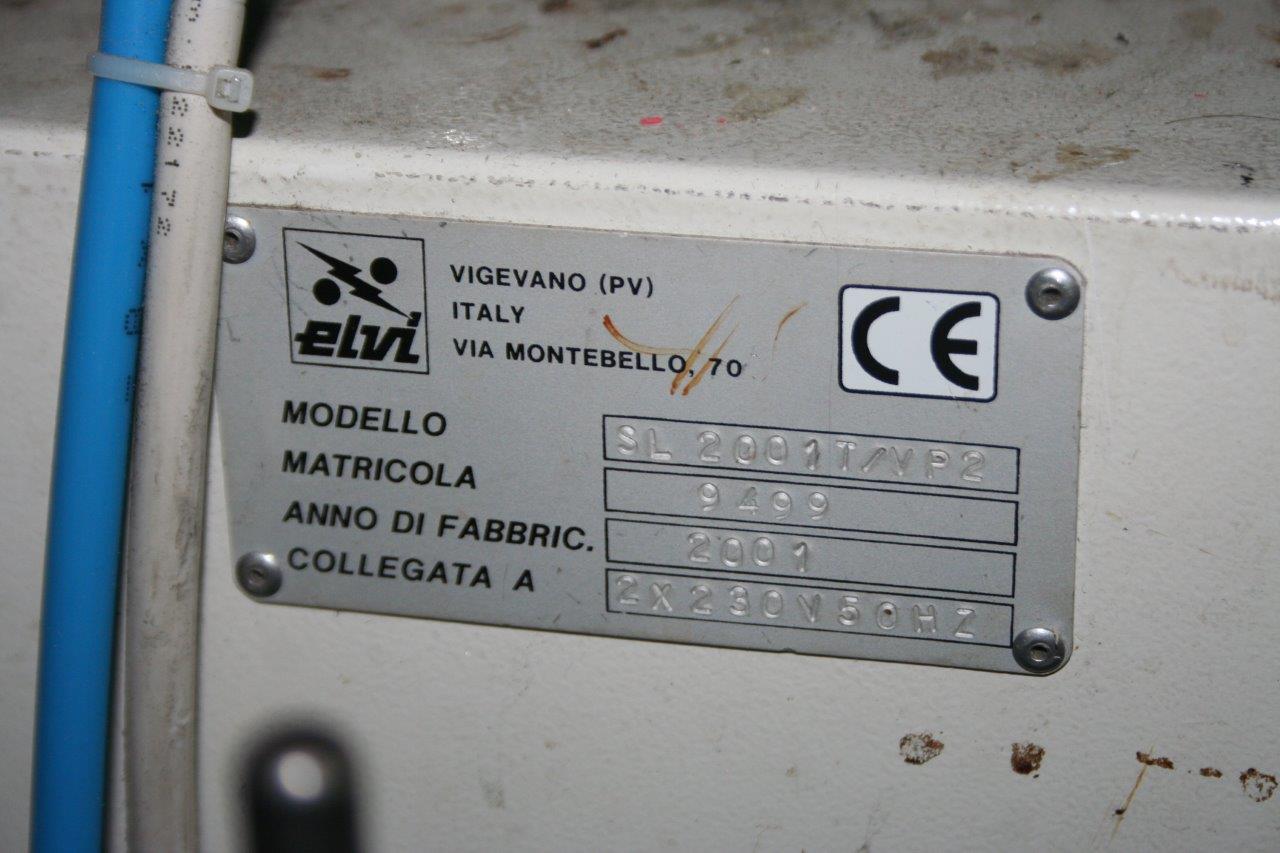 22172
elvi
VIGEVANO (PV)
ITALY
VIA MONTEBELLO, 70
CE
MODELLO SL 2001T/VP2
MATRICOLA 9499
ANNO DI FABBRIC. 2001
COLLEGATA A 2X230V50HZ